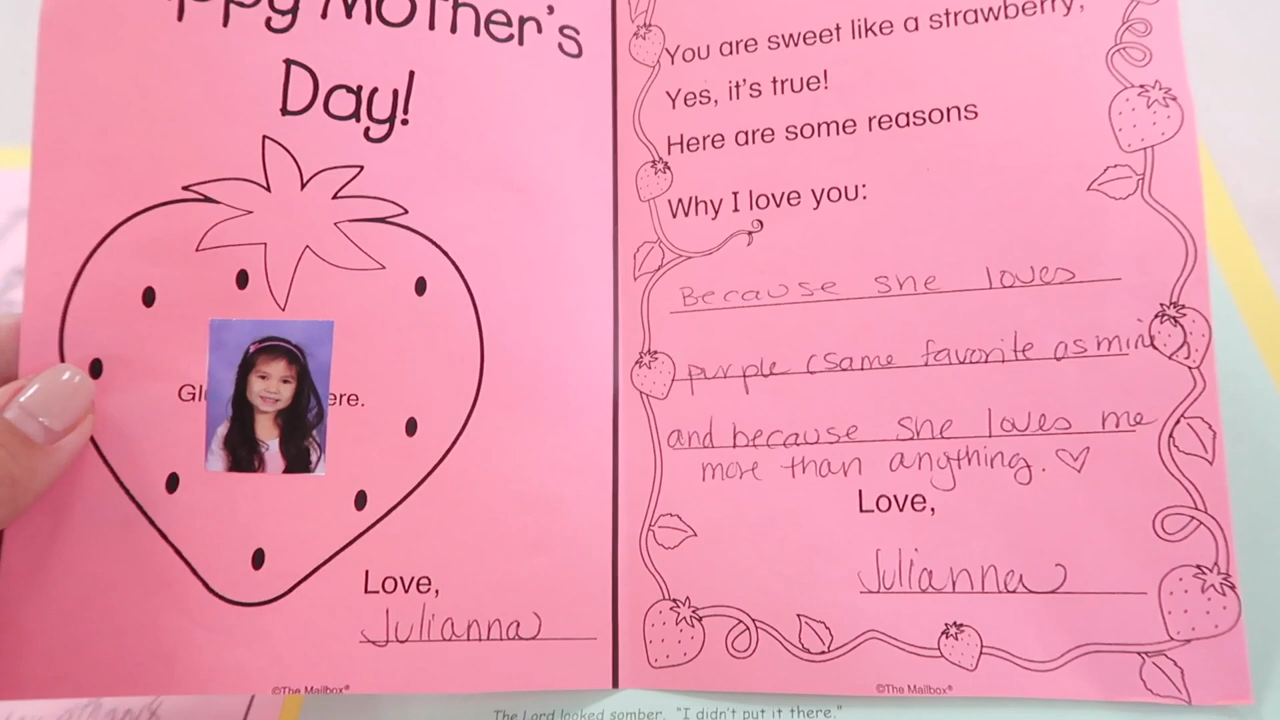 Mother's
Day!
ere.
Love,
Julianna
©The Mailbox®
You are sweet like a strawberry,
Yes, it's true!
Here are some reasons
Why I love you:
Because she loves
purple (same favorite as mine)
and because she loves me
more than anything. ♡
Love,
Julianna
©The Mailbox®
The Lord looked somber. "I didn't put it there."